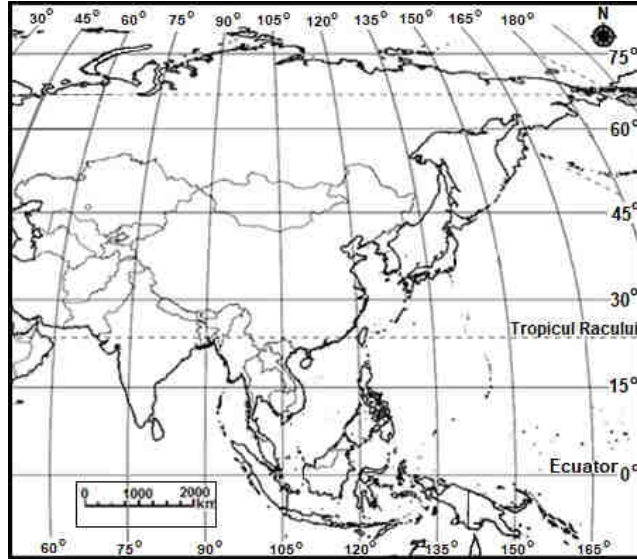 30° 45° 60° 75° 90° 105° 120° 135° 150° 165° 180° N
75°
60°
45°
30°
Tropicul Racului
15°
Ecuator 0°
0 1000 2000
km
60° 75° 90° 105° 120° 135° 150° 165°